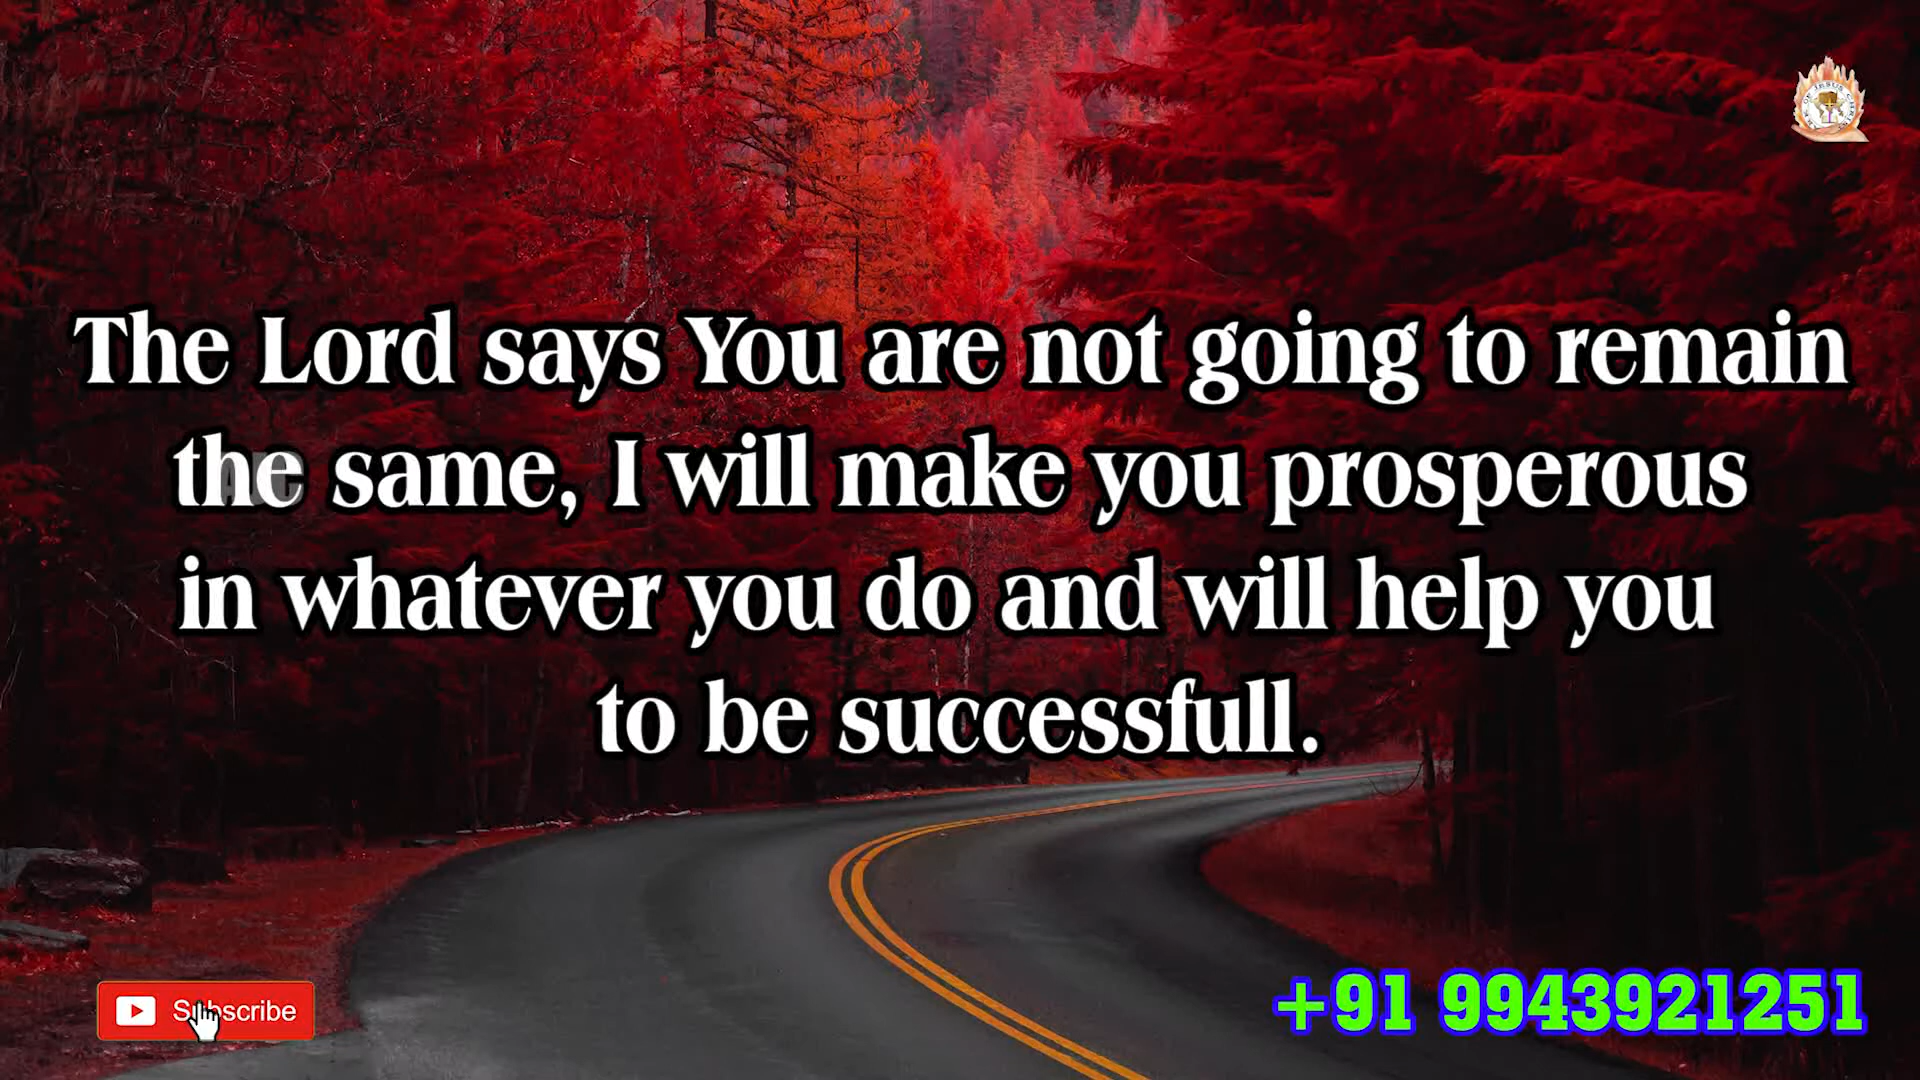 The Lord says You are not going to remain
the same, I will make you prosperous
in whatever you do and will help you
to be successfull.
Subscribe
+91 9943921251